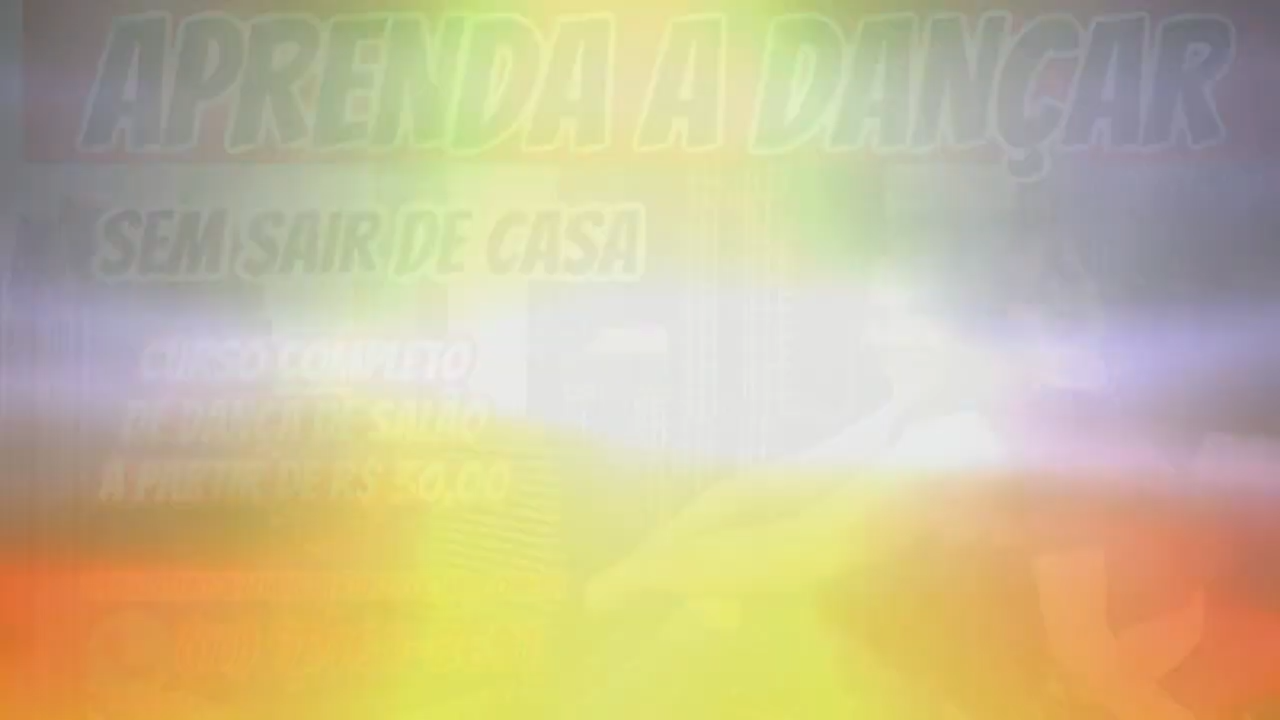 APRENDA A DANÇAR
SEM SAIR DE CASA
CURSO COMPLETO
DE DANÇA DE SALÃO
A PARTIR DE R$ 50,00